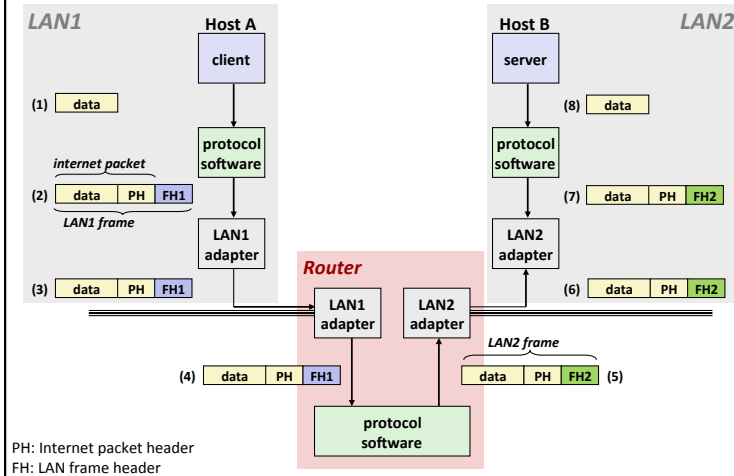 LAN1
Host A
Host B
LAN2
client
server
(1) data
(8) data
protocol
software
protocol
software
internet packet
(2) data PH FH1
LAN1 frame
(7) data PH FH2
LAN1
adapter
LAN2
adapter
Router
(3) data PH FH1
(6) data PH FH2
LAN1
adapter
LAN2
adapter
LAN2 frame
(4) data PH FH1
data PH FH2 (5)
protocol
software
PH: Internet packet header
FH: LAN frame header